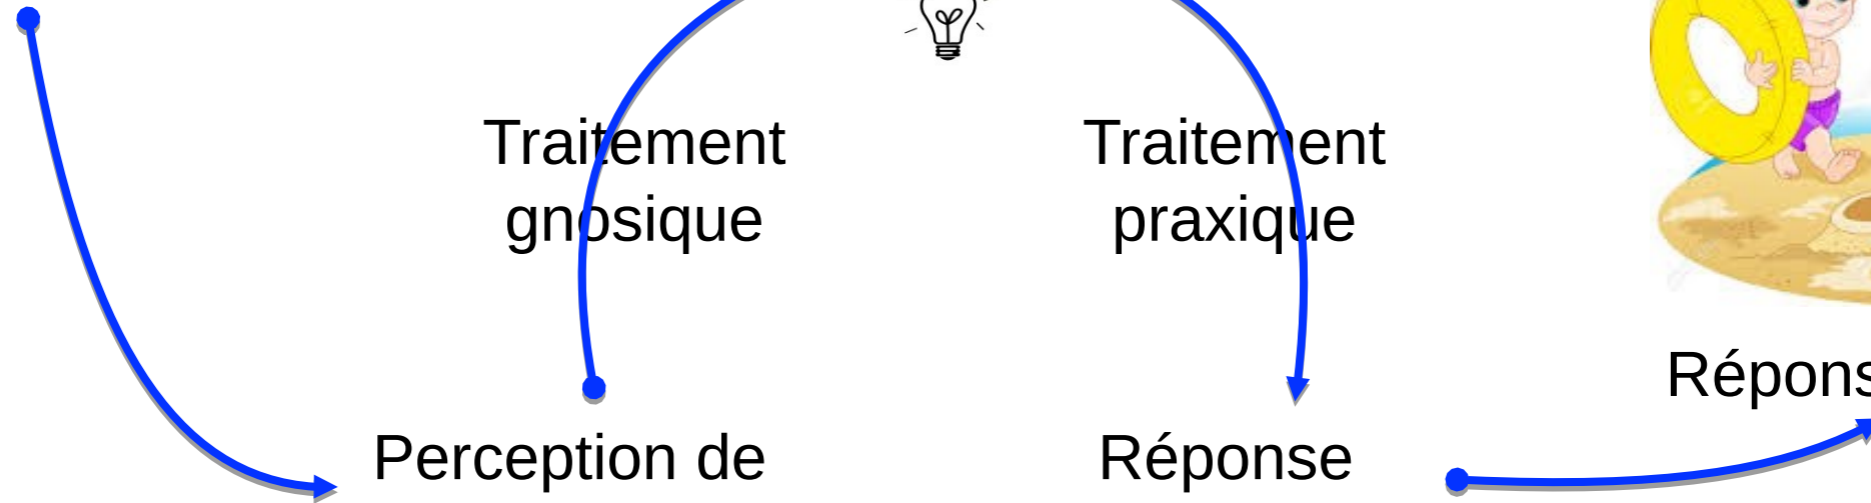 Traitement
gnosique
Traitement
praxique
Perception de
Réponse